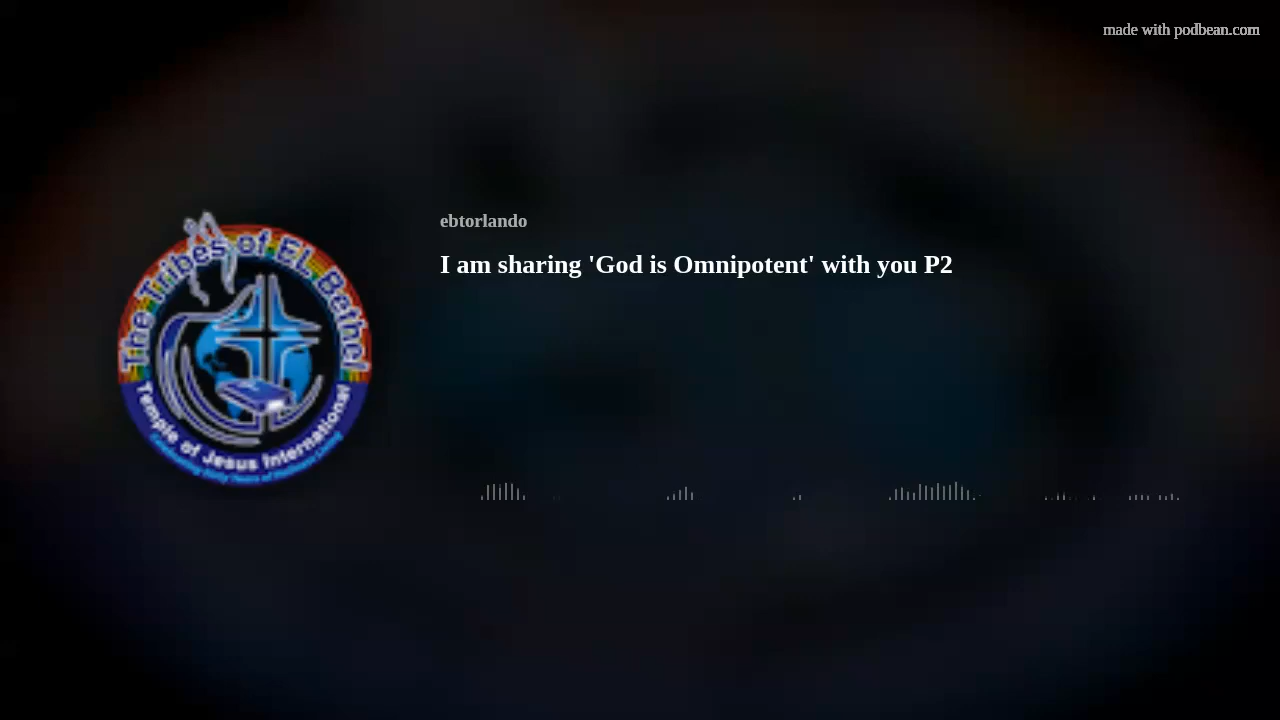 made with podbean.com
ebtorlando
I am sharing 'God is Omnipotent' with you P2
The Tribes of EL Bethel
Temple of Jesus International